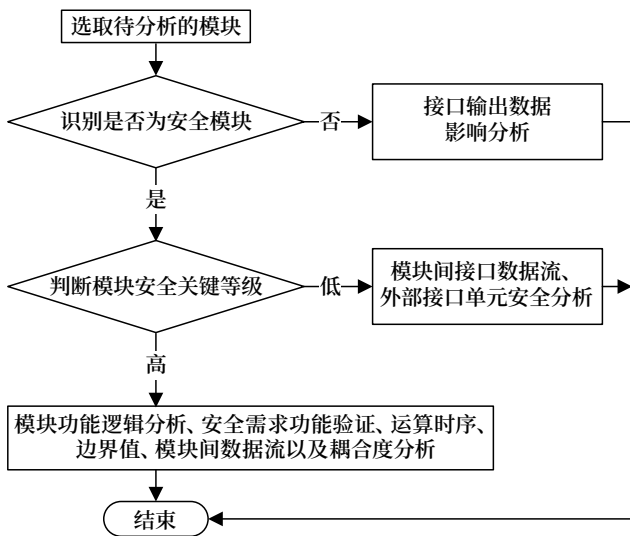 选取待分析的模块
识别是否为安全模块
否
接口输出数据
影响分析
是
判断模块安全关键等级
低
模块间接口数据流、
外部接口单元安全分析
高
模块功能逻辑分析、安全需求功能验证、运算时序、
边界值、模块间数据流以及耦合度分析
结束